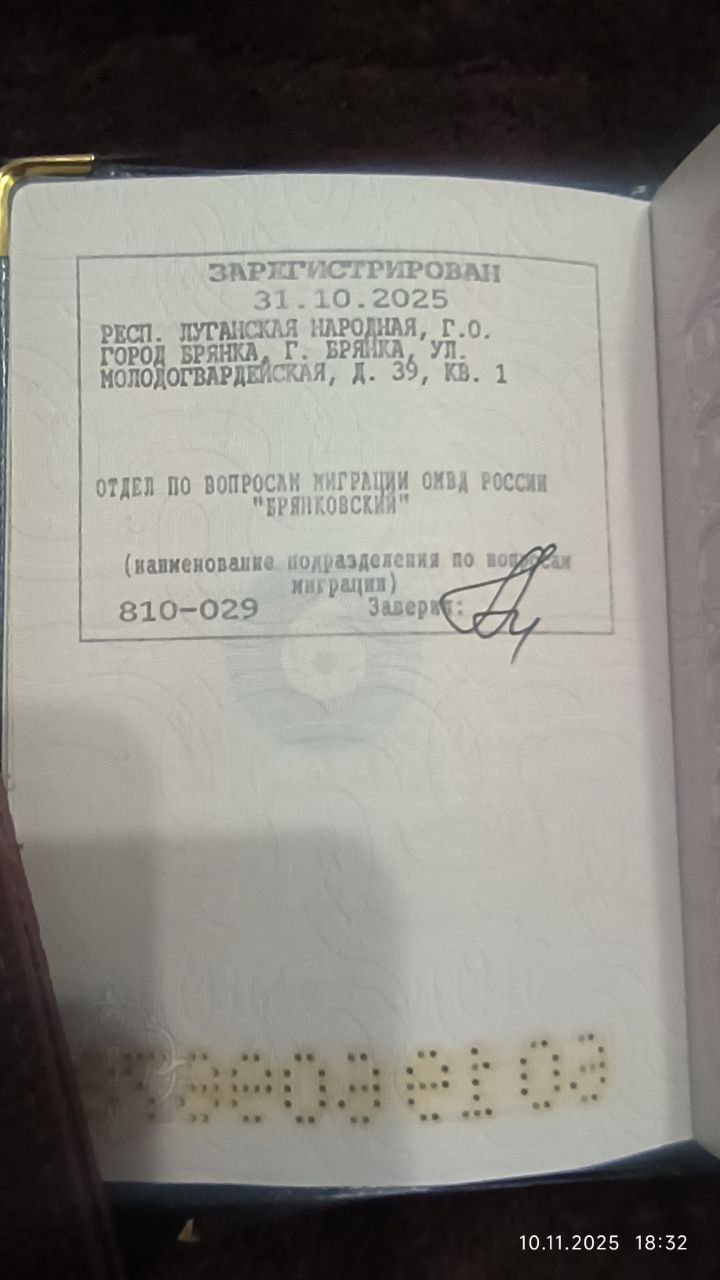 ЗАРЕГИСТРИРОВАН
31.10.2025
РЕСП. ЛУГАНСКАЯ НАРОДНАЯ, Г.О.
ГОРОД БРЯНКА, Г. БРЯНКА, УЛ.
МОЛОДОГВАРДЕЙСКАЯ, Д. 39, КВ. 1
ОТДЕЛ ПО ВОПРОСАМ МИГРАЦИИ ОМВД РОССИИ
"БРЯНКОВСКИЙ"
(наименование подразделения по вопросам
миграции)
810-029 Заверил:
10.11.2025 18:32